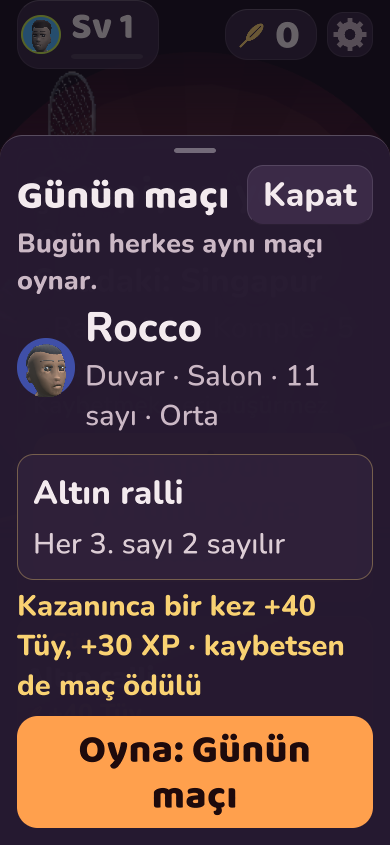 Sv 1
0
Günün maçı
Kapat
Bugün herkes aynı maçı
oynar.
Rocco
Duvar · Salon · 11
sayı · Orta
Altın ralli
Her 3. sayı 2 sayılır
Kazanınca bir kez +40
Tüy, +30 XP · kaybetsen
de maç ödülü
Oyna: Günün
maçı